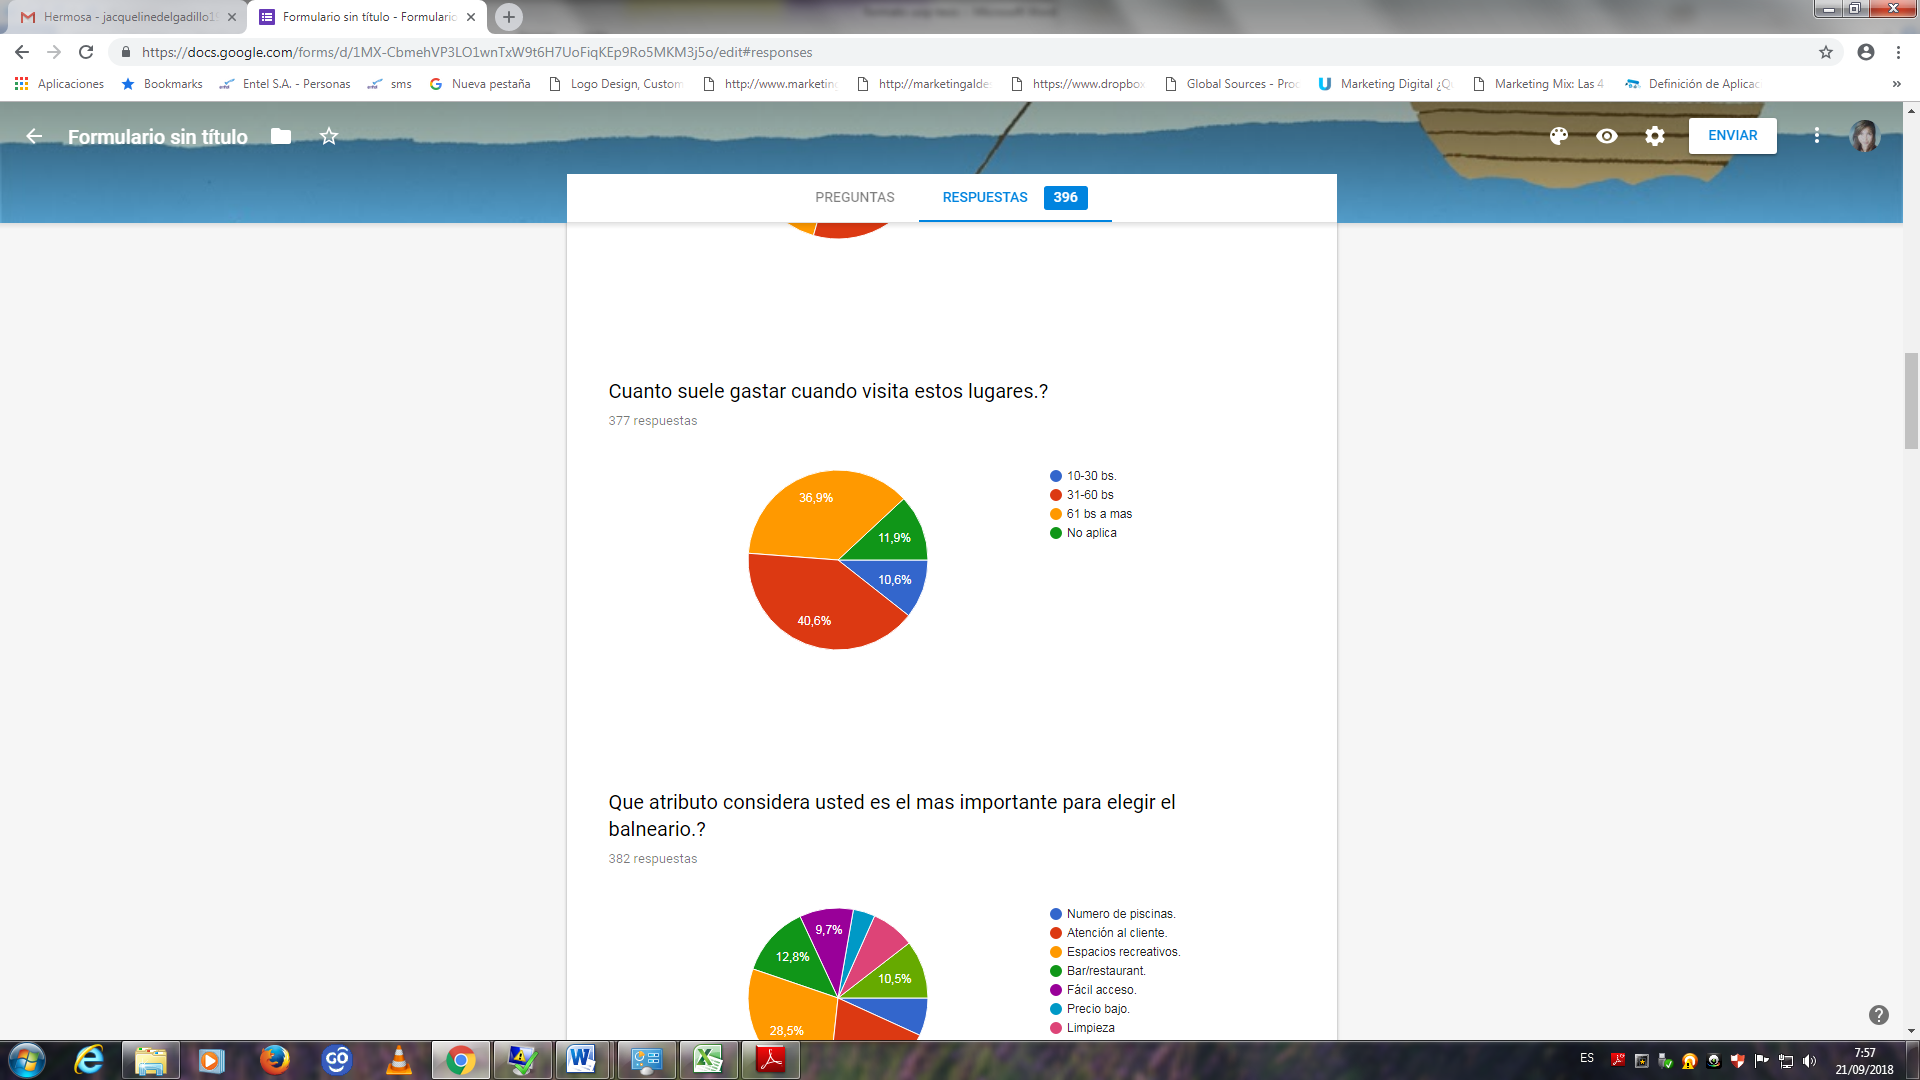 Hermosa - jacquelinedelgadillo1
Formulario sin título - Formulario
https://docs.google.com/forms/d/1MX-CbmehVP3LO1wnTxW9t6H7UoFiqKEp9Ro5MKM3j5o/edit#responses
Aplicaciones Bookmarks Entel S.A. - Personas sms Nueva pestaña Logo Design, Custom http://www.marketing http://marketingalde https://www.dropbox Global Sources - Proc Marketing Digital ¿Q Marketing Mix: Las 4 Definición de Aplicac »
Formulario sin título
ENVIAR
PREGUNTAS RESPUESTAS 396
Cuanto suele gastar cuando visita estos lugares.?
377 respuestas
36,9%
11,9%
10,6%
40,6%
10-30 bs.
31-60 bs
61 bs a mas
No aplica
Que atributo considera usted es el mas importante para elegir el
balneario.?
382 respuestas
9,7%
12,8%
10,5%
28,5%
Numero de piscinas.
Atención al cliente.
Espacios recreativos.
Bar/restaurant.
Fácil acceso.
Precio bajo.
Limpieza
ES
7:57
21/09/2018